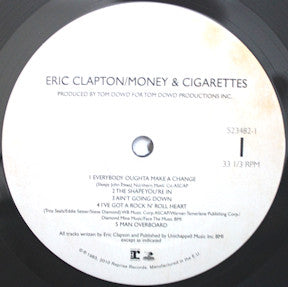 ERIC CLAPTON/MONEY & CIGARETTES
PRODUCED BY TOM DOWD FOR TOM DOWD PRODUCTIONS INC.
523482-1
I
33 1/3 RPM
1 EVERYBODY OUGHTA MAKE A CHANGE
(Sleepy John Estes) Northern Music Co ASCAP
2 THE SHAPE YOU'RE IN
3 AIN'T GOING DOWN
4 I'VE GOT A ROCK N' ROLL HEART
(Troy Seals/Eddie Setser/Steve Diamond) WB Music Corp. ASCAP/Warner-Tamerlane Publishing Corp./
Diamond Mine Music/Face The Music BMI
5 MAN OVERBOARD
All tracks written by Eric Clapton and Published by Unichappell Music Inc. BMI
except as indicated
1983, 2010 Reprise Records, Manufactured in the E.U.